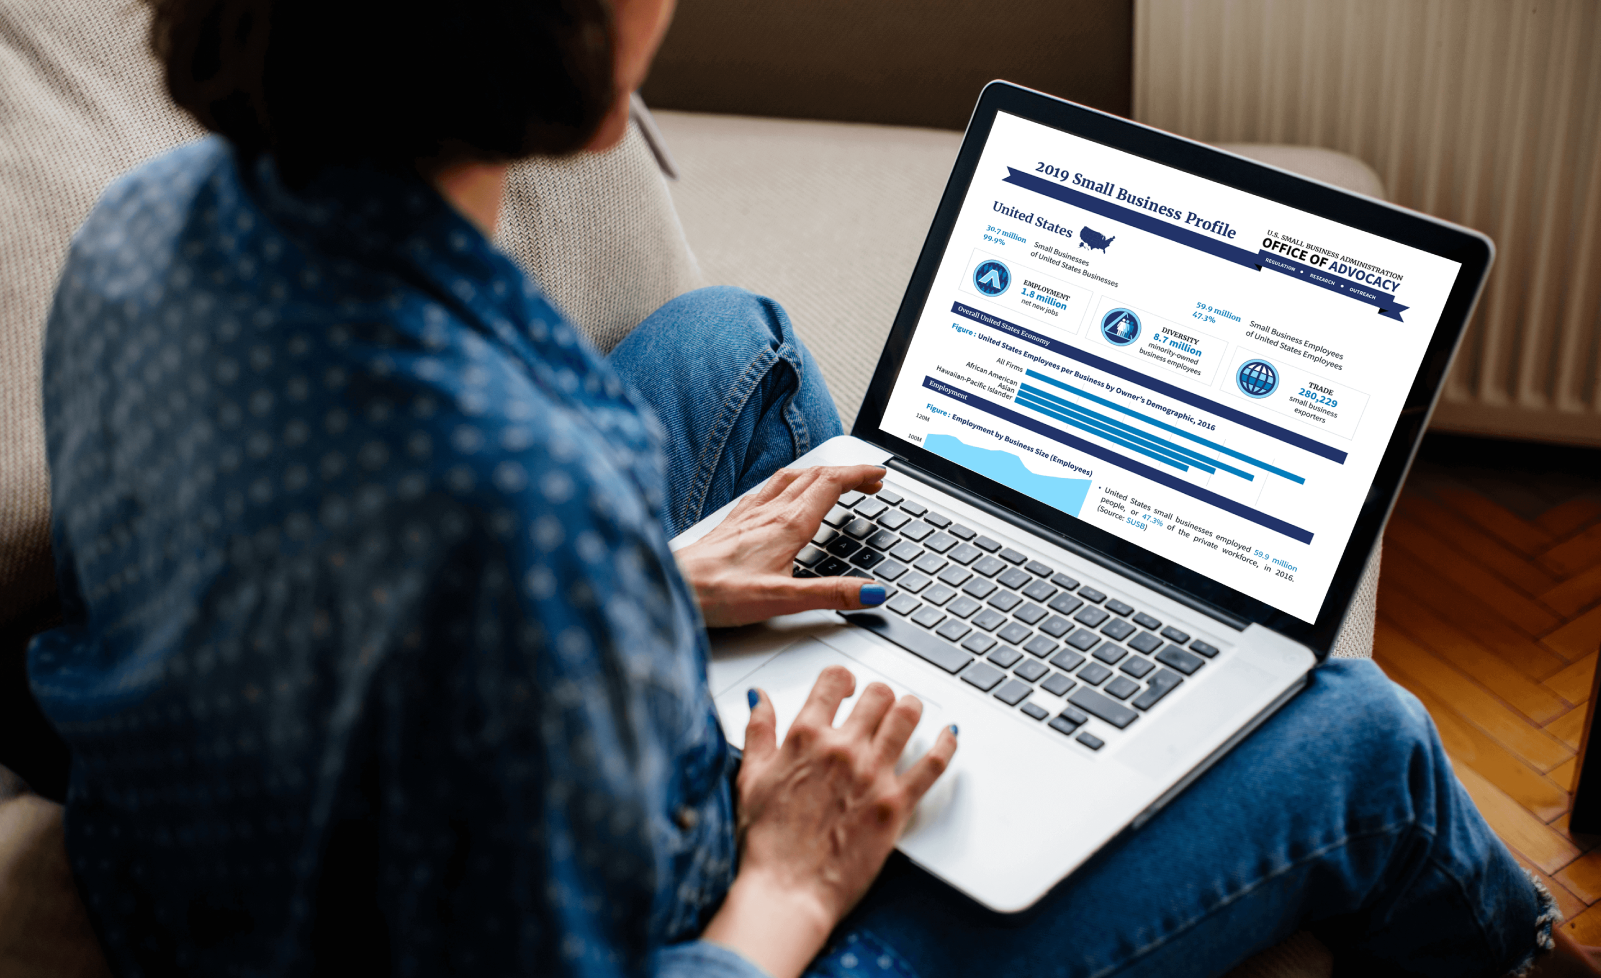 2019 Small Business Profile
United States
U.S. SMALL BUSINESS ADMINISTRATION
OFFICE OF ADVOCACY
REGULATION • RESEARCH • OUTREACH
30.7 million
99.9%
Small Businesses
of United States Businesses
59.9 million
47.3%
Small Business Employees
of United States Employees
EMPLOYMENT
1.8 million
net new jobs
DIVERSITY
8.7 million
minority-owned
business employees
TRADE
280,229
small business
exporters
Overall United States Economy
Figure : United States Employees per Business by Owner's Demographic, 2016
All Firms
African American
Asian
Hawaiian-Pacific Islander
Employment
Figure : Employment by Business Size (Employees)
120M
100M
• United States small businesses employed 59.9 million
people, or 47.3% of the private workforce, in 2016.
(Source: SUSB)